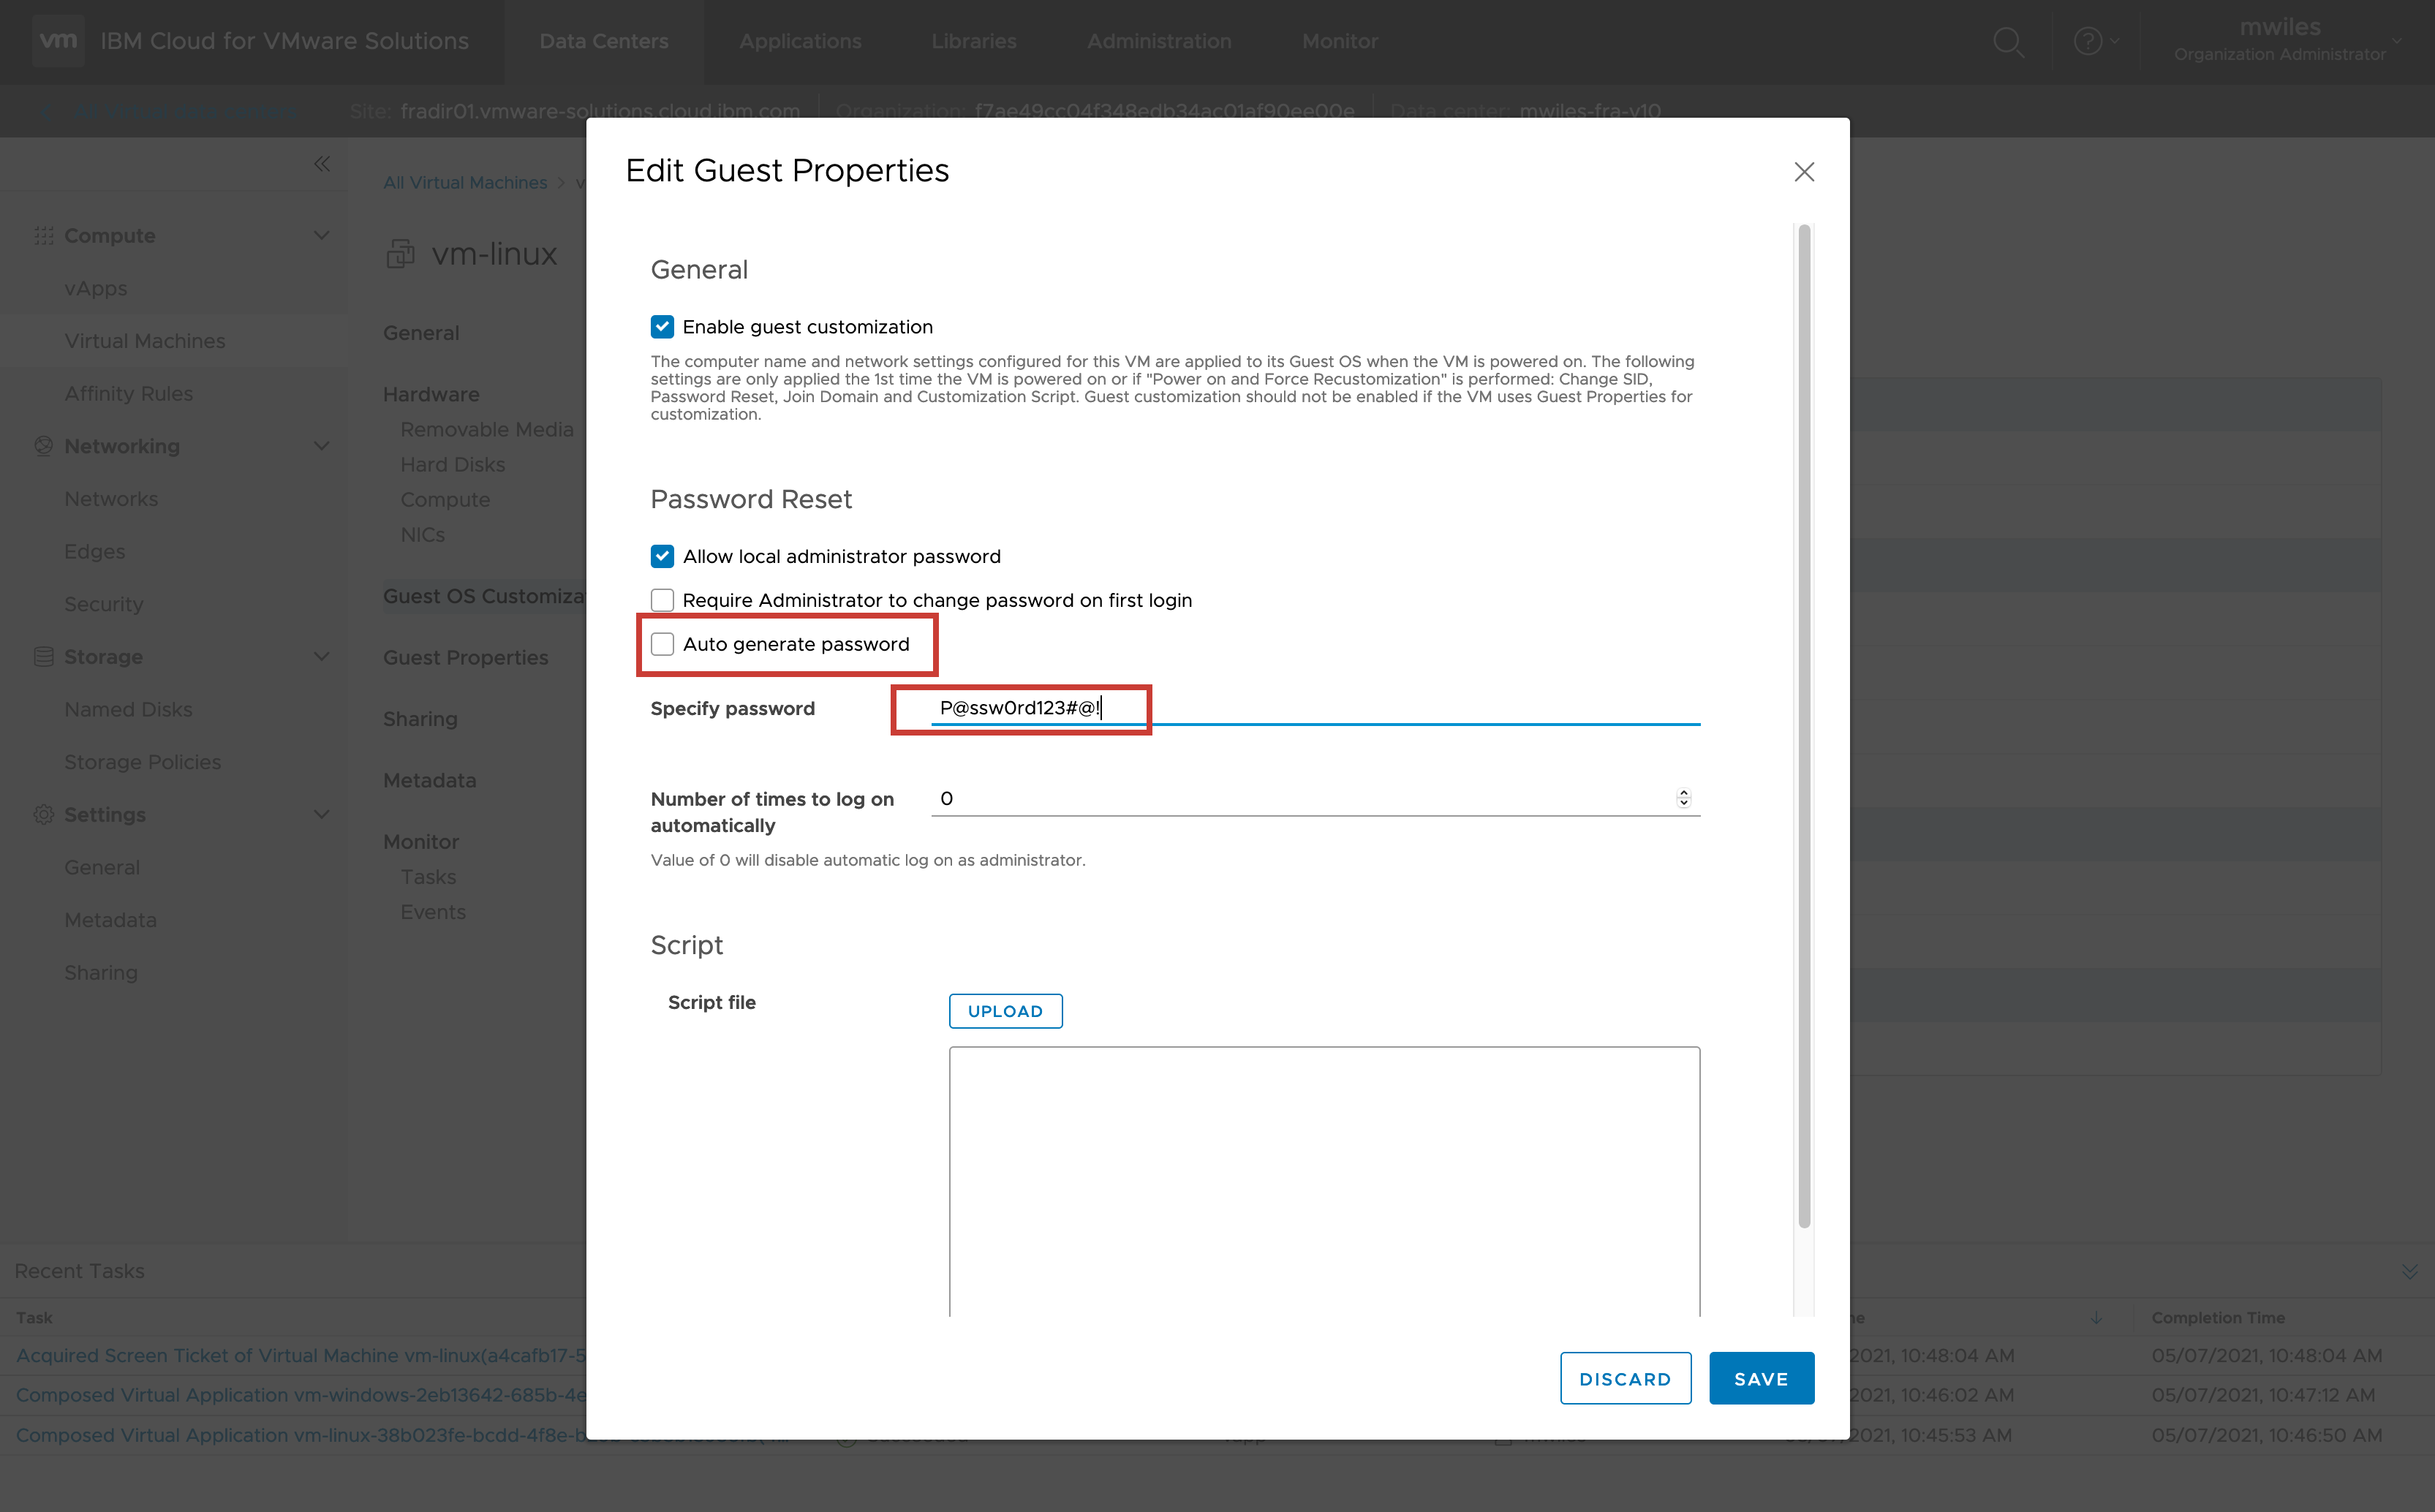 vm IBM Cloud for VMware Solutions Data Centers Applications Libraries Administration Monitor
mwiles
Organization Administrator
Site: fradir01.vmware-solutions.cloud.ibm.com Organization: f7ae49cc04f348edb34ac01af90ee00e Data center: mwiles-fra-v10
All Virtual Machines >
vm-linux
Compute
vApps
Virtual Machines
Affinity Rules
Networking
Networks
Edges
Security
Storage
Named Disks
Storage Policies
Settings
General
Metadata
Sharing
General
Hardware
Removable Media
Hard Disks
Compute
NICs
Guest OS Customiza
Guest Properties
Sharing
Metadata
Monitor
Tasks
Events
Edit Guest Properties
General
Enable guest customization
The computer name and network settings configured for this VM are applied to its Guest OS when the VM is powered on. The following
settings are only applied the 1st time the VM is powered on or if "Power on and Force Recustomization" is performed: Change SID,
Password Reset, Join Domain and Customization Script. Guest customization should not be enabled if the VM uses Guest Properties for
customization.
Password Reset
Allow local administrator password
Require Administrator to change password on first login
Auto generate password
Specify password P@ssw0rd123#@!
Number of times to log on
automatically
0
Value of 0 will disable automatic log on as administrator.
Script
Script file
UPLOAD
DISCARD SAVE
Recent Tasks
Task Completion Time
Acquired Screen Ticket of Virtual Machine vm-linux(a4cafb17-5 2021, 10:48:04 AM 05/07/2021, 10:48:04 AM
Composed Virtual Application vm-windows-2eb13642-685b-4e 2021, 10:46:02 AM 05/07/2021, 10:47:12 AM
Composed Virtual Application vm-linux-38b023fe-bcdd-4f8e-b 2021, 10:45:53 AM 05/07/2021, 10:46:50 AM